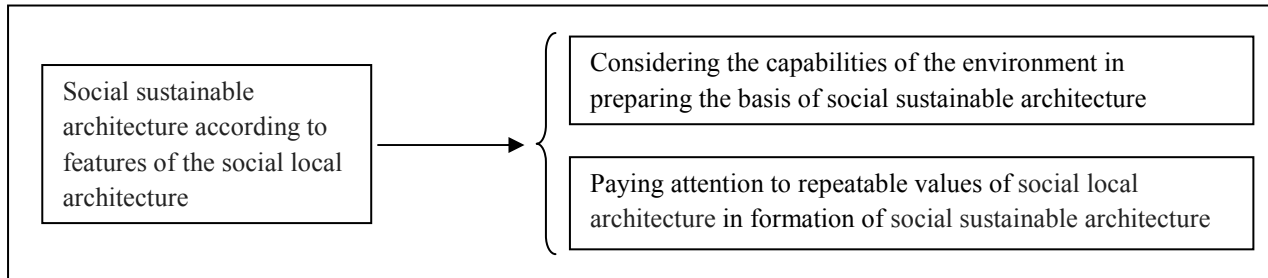 Social sustainable
architecture according to
features of the social local
architecture
Considering the capabilities of the environment in
preparing the basis of social sustainable architecture
Paying attention to repeatable values of social local
architecture in formation of social sustainable architecture